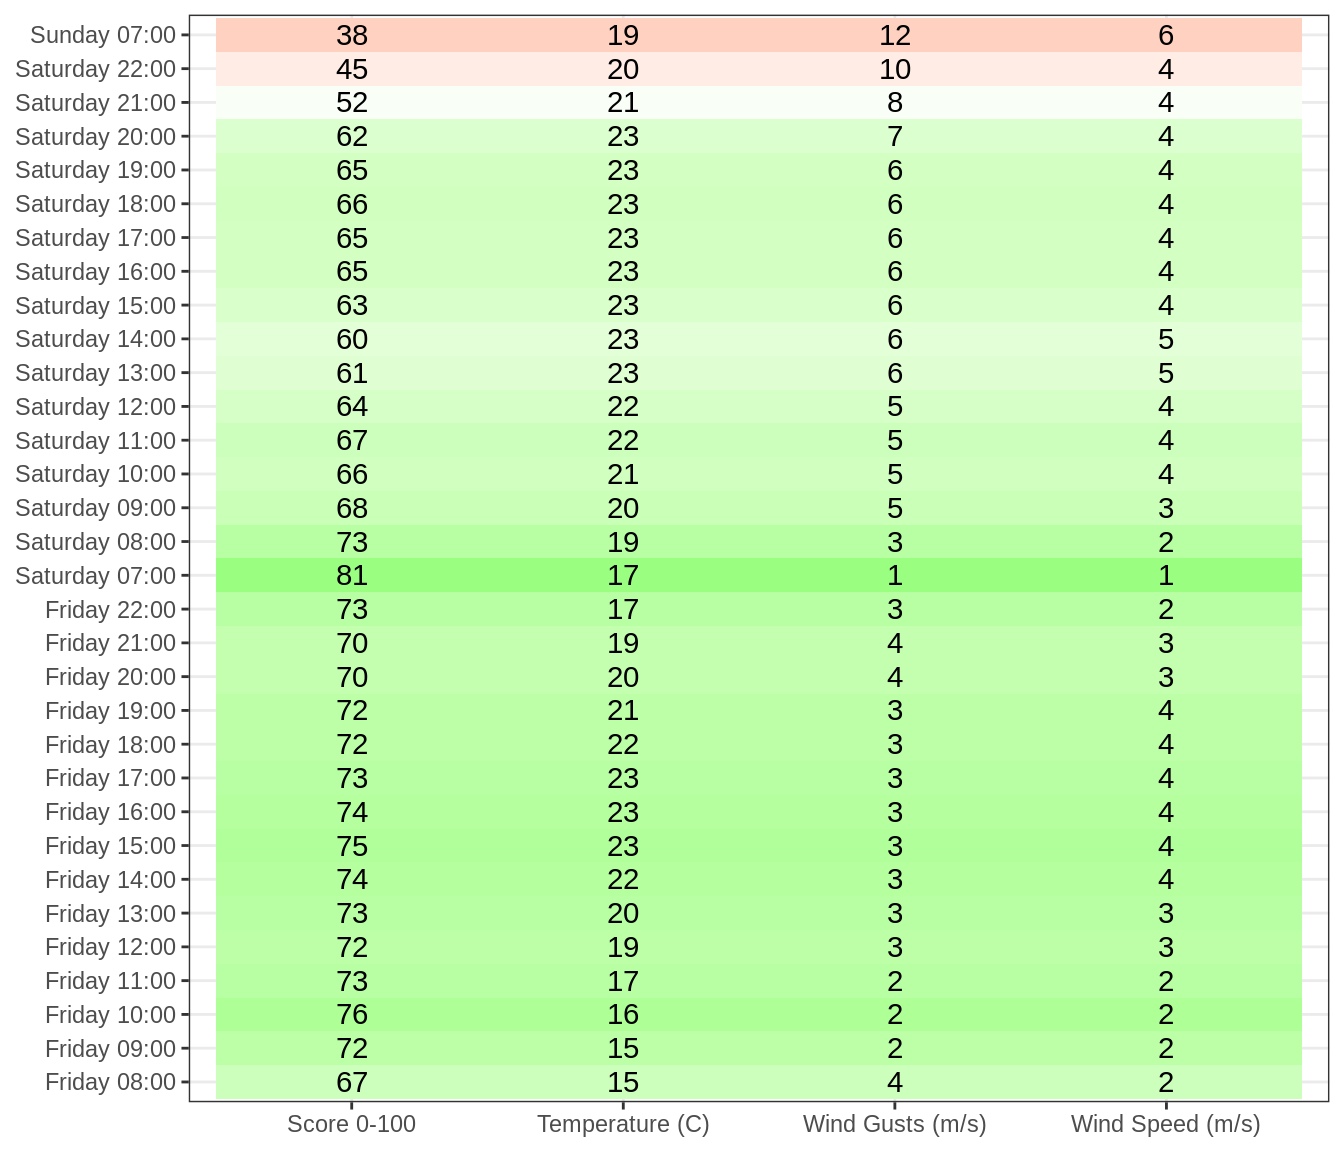 Sunday 07:00 38 19 12 6
Saturday 22:00 45 20 10 4
Saturday 21:00 52 21 8 4
Saturday 20:00 62 23 7 4
Saturday 19:00 65 23 6 4
Saturday 18:00 66 23 6 4
Saturday 17:00 65 23 6 4
Saturday 16:00 65 23 6 4
Saturday 15:00 63 23 6 4
Saturday 14:00 60 23 6 5
Saturday 13:00 61 23 6 5
Saturday 12:00 64 22 5 4
Saturday 11:00 67 22 5 4
Saturday 10:00 66 21 5 4
Saturday 09:00 68 20 5 3
Saturday 08:00 73 19 3 2
Saturday 07:00 81 17 1 1
Friday 22:00 73 17 3 2
Friday 21:00 70 19 4 3
Friday 20:00 70 20 4 3
Friday 19:00 72 21 3 4
Friday 18:00 72 22 3 4
Friday 17:00 73 23 3 4
Friday 16:00 74 23 3 4
Friday 15:00 75 23 3 4
Friday 14:00 74 22 3 4
Friday 13:00 73 20 3 3
Friday 12:00 72 19 3 3
Friday 11:00 73 17 2 2
Friday 10:00 76 16 2 2
Friday 09:00 72 15 2 2
Friday 08:00 67 15 4 2
Score 0-100 Temperature (C) Wind Gusts (m/s) Wind Speed (m/s)